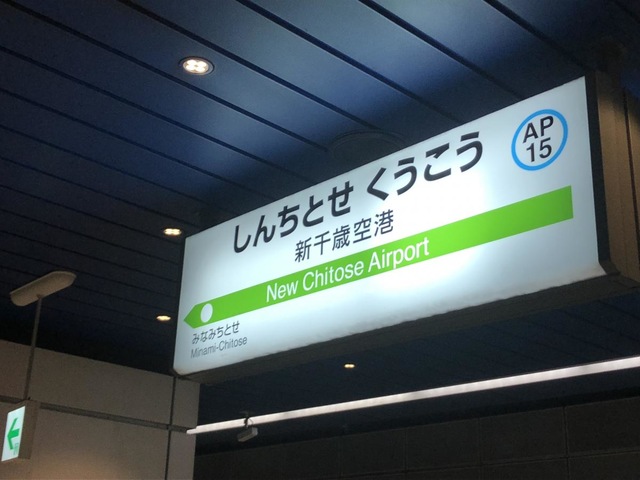 しんちとせ くうこう
AP
15
新千歳空港
New Chitose Airport
みなみちとせ
Minami-Chitose